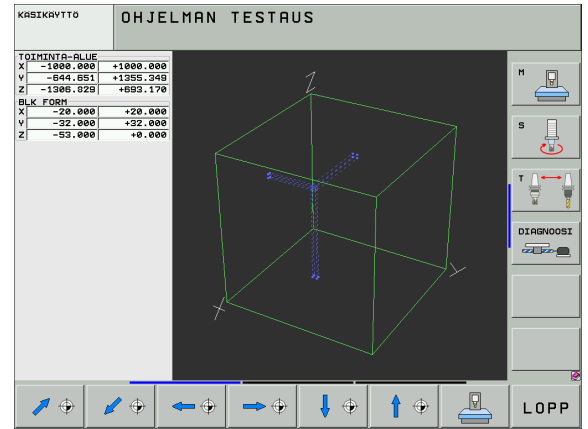 KÄSIKÄYTTÖ
OHJELMAN TESTAUS
TOIMINTA-ALUE
X -1000.000 +1000.000
Y -644.651 +1355.349
Z -1306.829 +693.170
BLK FORM
X -20.000 +20.000
Y -32.000 +32.000
Z -53.000 +0.000
Z
X
Y
M
S
T
DIAGNOOSI
LOPP